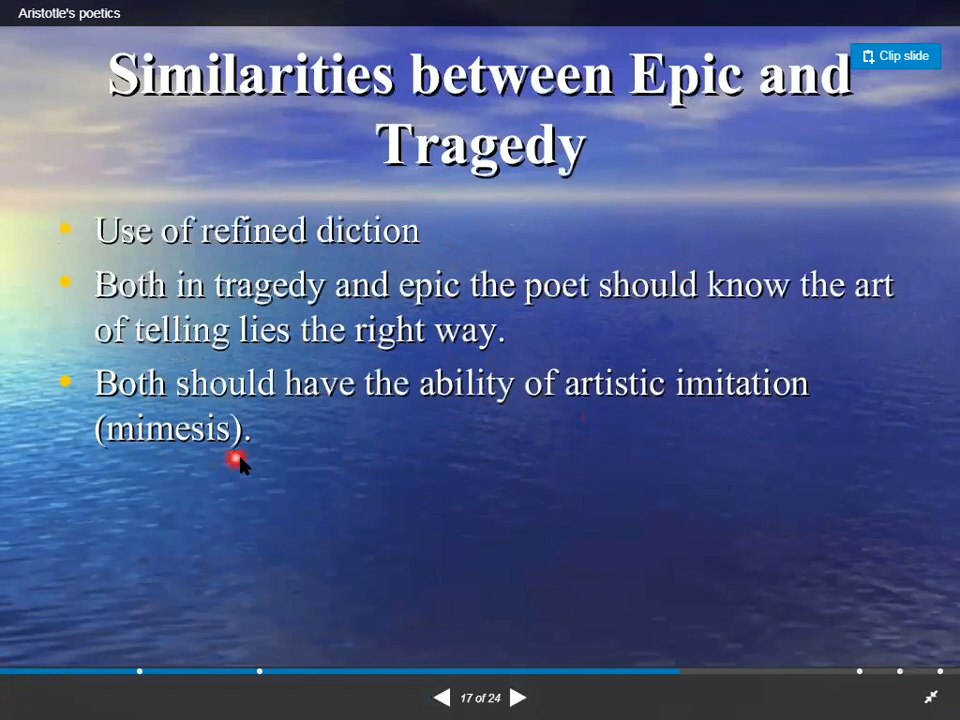 Aristotle's poetics
Clip slide
Similarities between Epic and
Tragedy
Use of refined diction
Both in tragedy and epic the poet should know the art
of telling lies the right way.
Both should have the ability of artistic imitation
(mimesis).
17 of 24